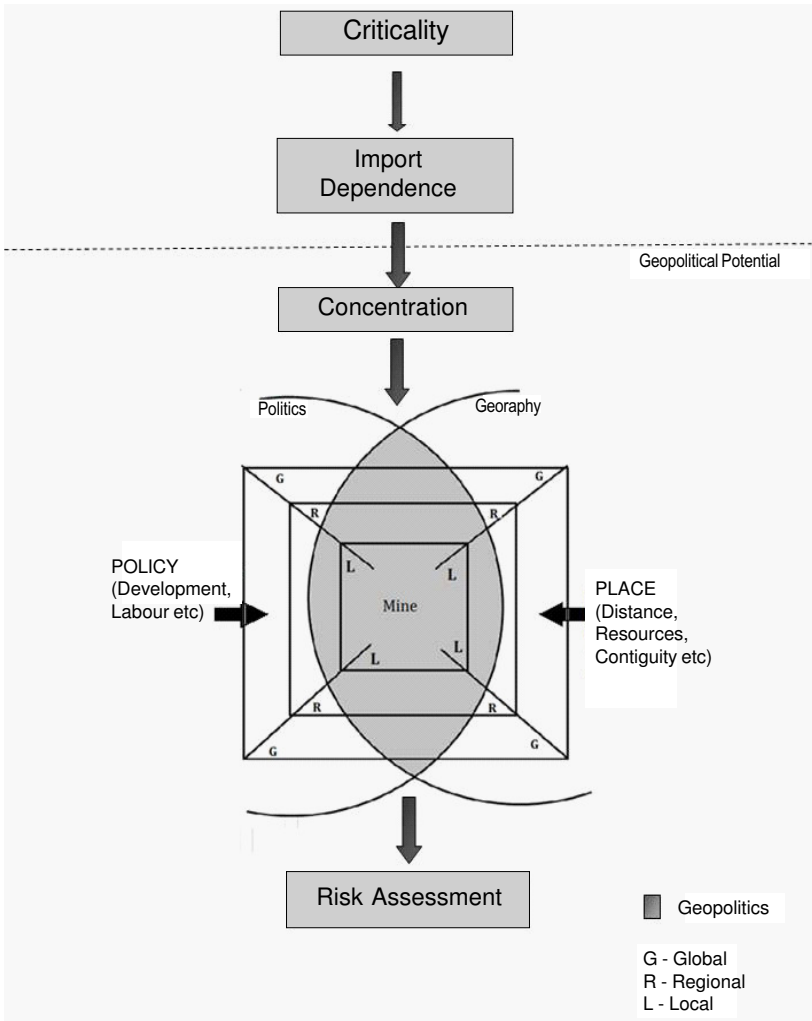 Criticality
Import
Dependence
Geopolitical Potential
Concentration
Politics
Georaphy
G
G
R
R
POLICY
(Development,
Labour etc)
L
L
Mine
PLACE
(Distance,
Resources,
Contiguity etc)
L
L
R
R
G
G
Risk Assessment
Geopolitics
G - Global
R - Regional
L - Local